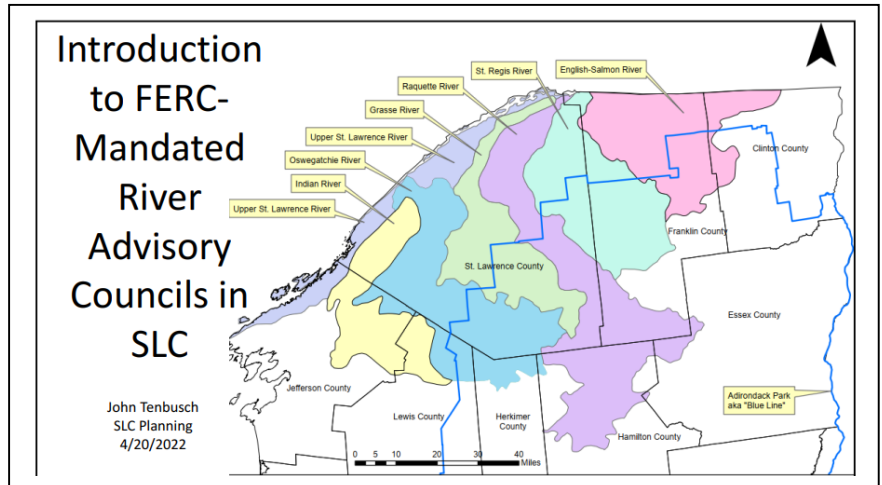 Introduction
to FERC-
Mandated
River
Advisory
Councils in
SLC
John Tenbusch
SLC Planning
4/20/2022
St. Regis River
English-Salmon River
Raquette River
Grasse River
Upper St. Lawrence River
Oswegatchie River
Indian River
Upper St. Lawrence River
Clinton County
Franklin County
St. Lawrence County
Essex County
Jefferson County
Lewis County
Herkimer
County
Hamilton County
Adirondack Park
aka "Blue Line"
0 5 10 20 30 40
Miles